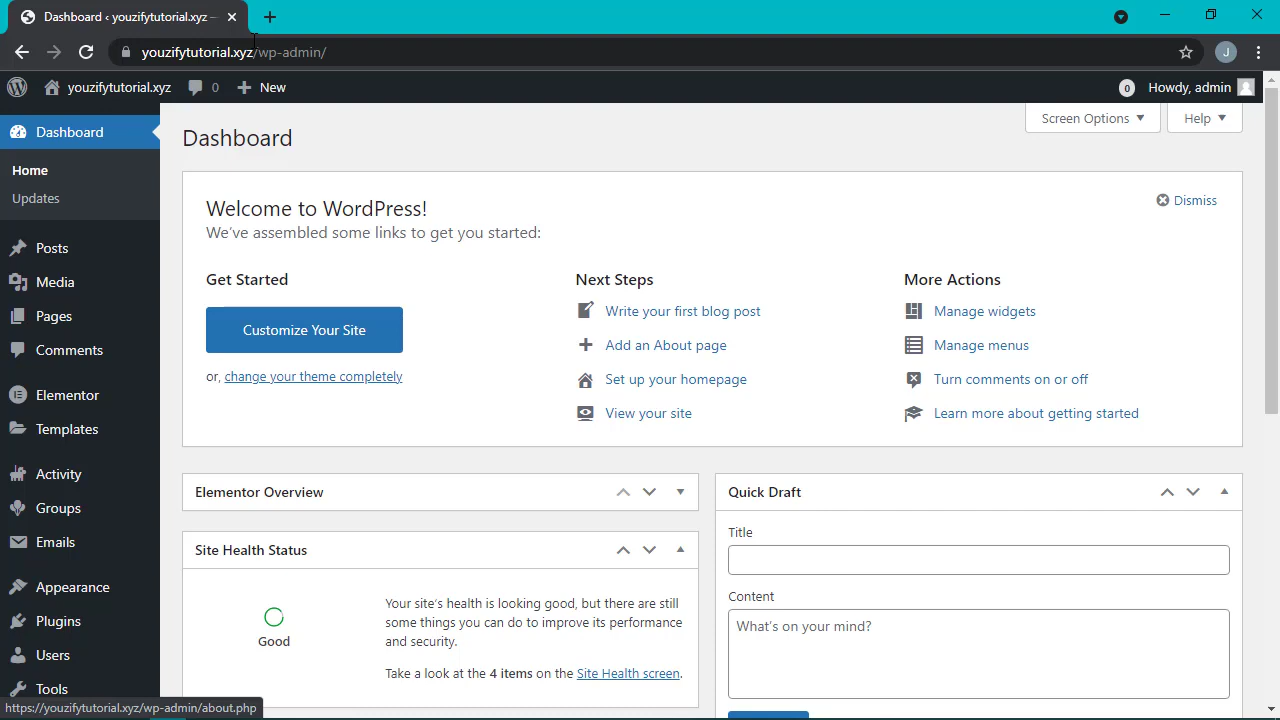 Dashboard ‹ youzifytutorial.xyz –
youzifytutorial.xyz/wp-admin/
J
youzifytutorial.xyz
0
New
0
Howdy, admin
Dashboard
Home
Updates
Posts
Media
Pages
Comments
Elementor
Templates
Activity
Groups
Emails
Appearance
Plugins
Users
Tools
Dashboard
Screen Options
Help
Welcome to WordPress!
We've assembled some links to get you started:
Dismiss
Get Started
Customize Your Site
or, change your theme completely
Next Steps
Write your first blog post
Add an About page
Set up your homepage
View your site
More Actions
Manage widgets
Manage menus
Turn comments on or off
Learn more about getting started
Elementor Overview
Site Health Status
Good
Your site's health is looking good, but there are still
some things you can do to improve its performance
and security.
Take a look at the 4 items on the Site Health screen.
Quick Draft
Title
Content
What's on your mind?
https://youzifytutorial.xyz/wp-admin/about.php